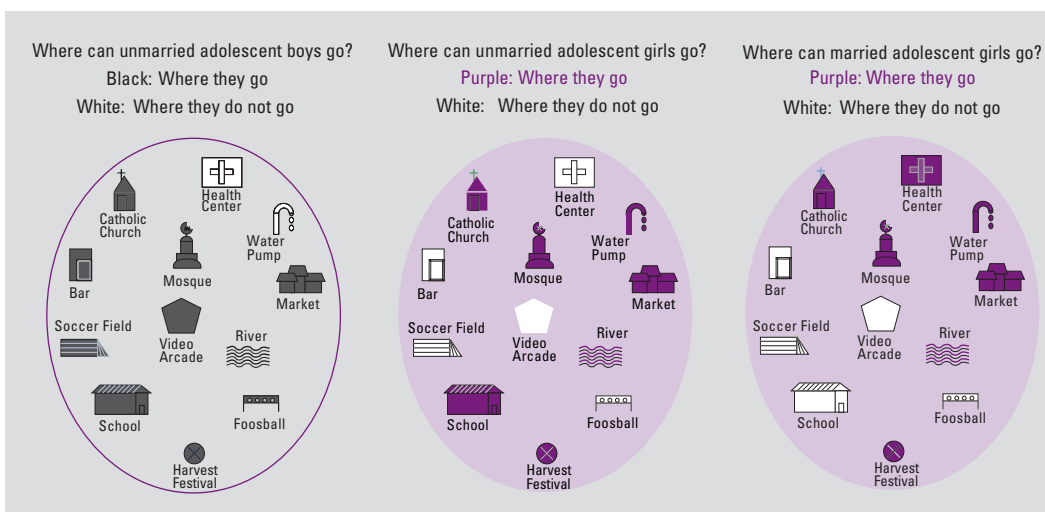 Where can unmarried adolescent boys go?
Black: Where they go
White: Where they do not go
Catholic
Church
Health
Center
Water
Pump
Mosque
Bar
Market
Soccer Field
Video
Arcade
River
School
Foosball
Harvest
Festival
Where can unmarried adolescent girls go?
Purple: Where they go
White: Where they do not go
Catholic
Church
Health
Center
Water
Pump
Mosque
Bar
Market
Soccer Field
Video
Arcade
River
School
Foosball
Harvest
Festival
Where can married adolescent girls go?
Purple: Where they go
White: Where they do not go
Catholic
Church
Health
Center
Water
Pump
Mosque
Bar
Market
Soccer Field
Video
Arcade
River
School
Foosball
Harvest
Festival